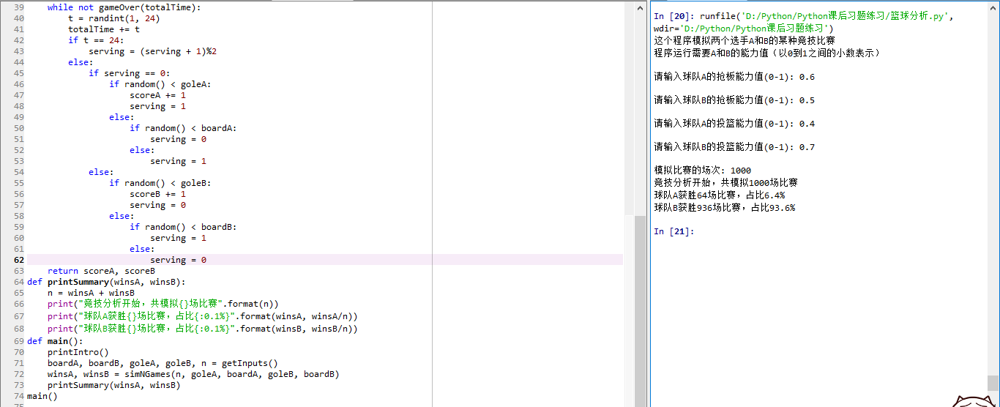 39 while not gameOver(totalTime):
40 t = randint(1, 24)
41 totalTime += t
42 if t == 24:
43 serving = (serving + 1)%2
44 else:
45 if serving == 0:
46 if random() < goleA:
47 scoreA += 1
48 serving = 1
49 else:
50 if random() < boardA:
51 serving = 0
52 else:
53 serving = 1
54 else:
55 if random() < goleB:
56 scoreB += 1
57 serving = 0
58 else:
59 if random() < boardB:
60 serving = 1
61 else:
62 serving = 0
63 return scoreA, scoreB
64 def printSummary(winsA, winsB):
65 n = winsA + winsB
66 print("竞技分析开始，共模拟{}场比赛".format(n))
67 print("球队A获胜{}场比赛，占比{:0.1%}".format(winsA, winsA/n))
68 print("球队B获胜{}场比赛，占比{:0.1%}".format(winsB, winsB/n))
69 def main():
70 printIntro()
71 boardA, boardB, goleA, goleB, n = getInputs()
72 winsA, winsB = simNGames(n, goleA, boardA, goleB, boardB)
73 printSummary(winsA, winsB)
74 main()
75
In [20]: runfile('D:/Python/Python课后习题练习/篮球分析.py',
wdir='D:/Python/Python课后习题练习')
这个程序模拟两个选手A和B的某种竞技比赛
程序运行需要A和B的能力值（以0到1之间的小数表示）
请输入球队A的抢板能力值(0-1): 0.6
请输入球队B的抢板能力值(0-1): 0.5
请输入球队A的投篮能力值(0-1): 0.4
请输入球队B的投篮能力值(0-1): 0.7
模拟比赛的场次: 1000
竞技分析开始，共模拟1000场比赛
球队A获胜64场比赛，占比6.4%
球队B获胜936场比赛，占比93.6%
In [21]: